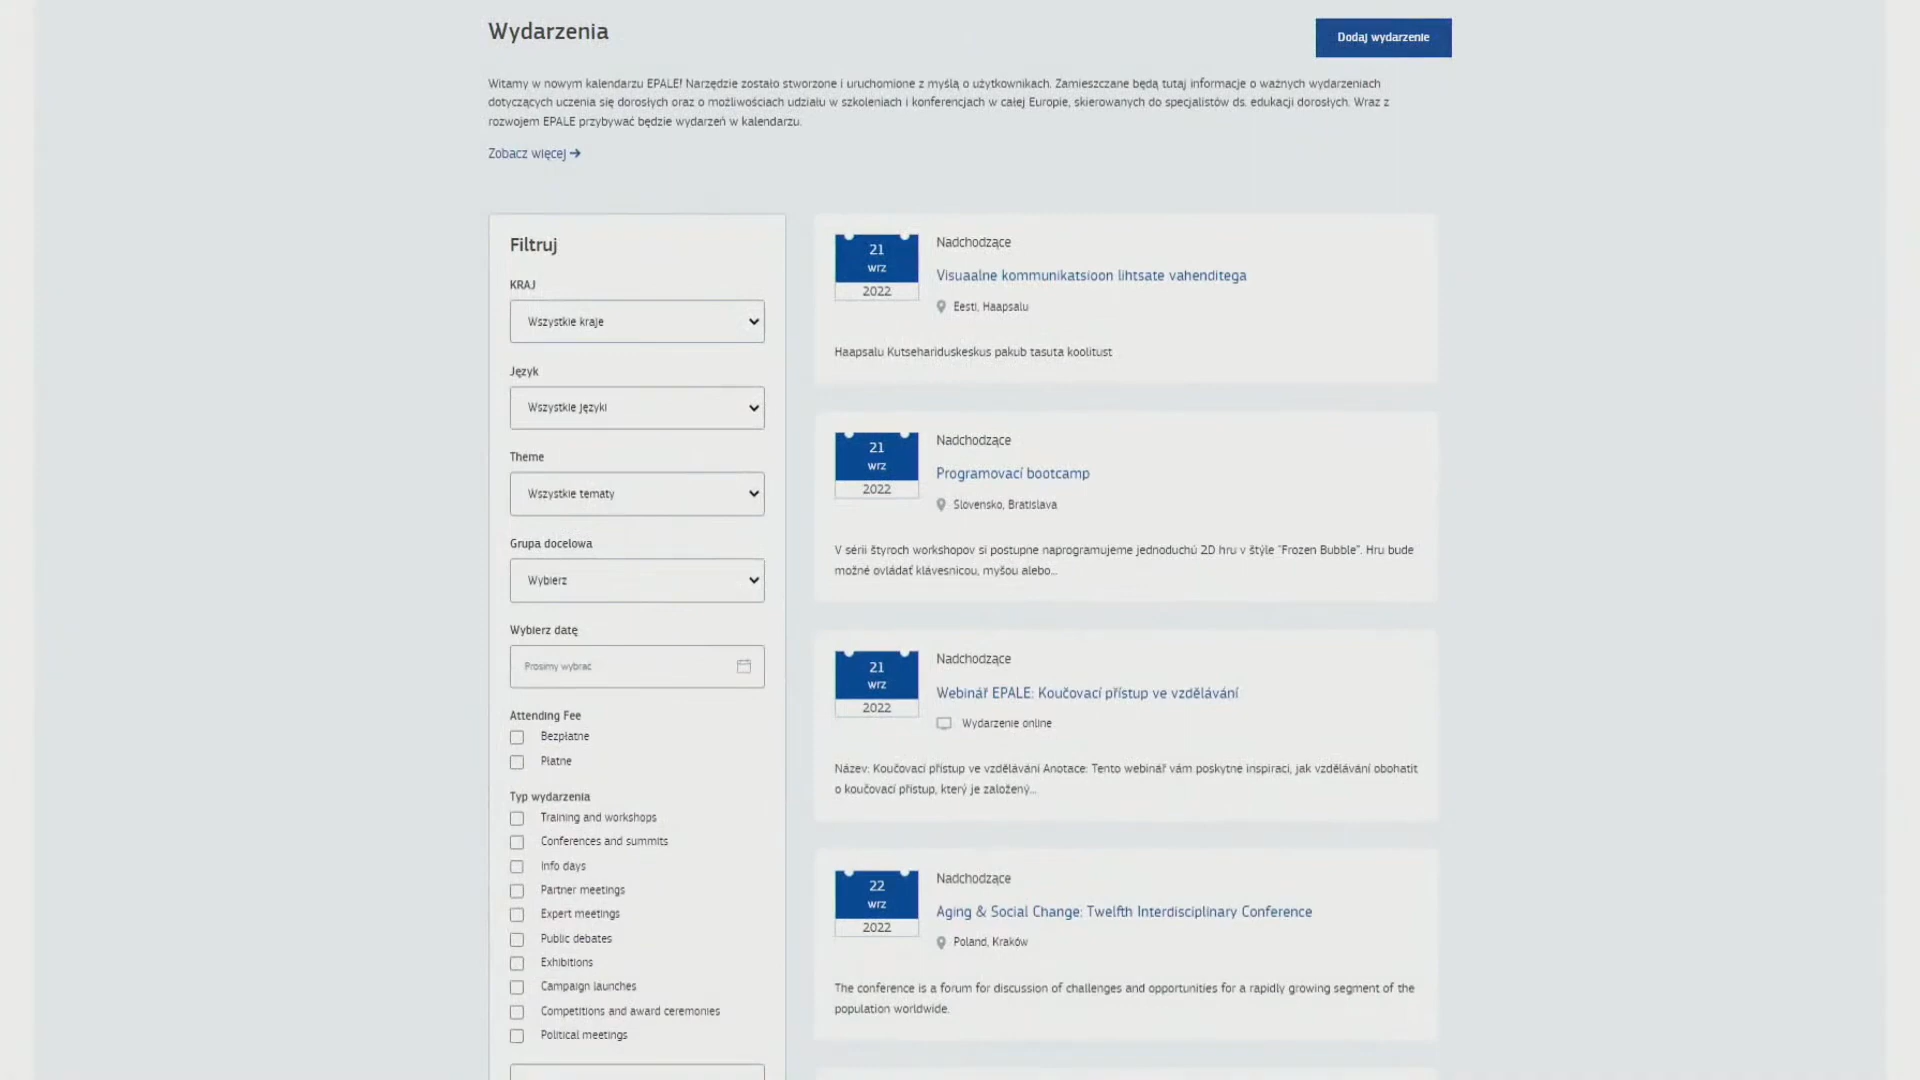 Wydarzenia
Dodaj wydarzenie
Witamy w nowym kalendarzu EPALE! Narzędzie zostało stworzone i uruchomione z myślą o użytkownikach. Zamieszczane będą tutaj informacje o ważnych wydarzeniach
dotyczących uczenia się dorosłych oraz o możliwościach udziału w szkoleniach i konferencjach w całej Europie, skierowanych do specjalistów ds. edukacji dorosłych. Wraz z
rozwojem EPALE przybywać będzie wydarzeń w kalendarzu.
Zobacz więcej →
Filtruj
KRAJ
Wszystkie kraje
Język
Wszystkie języki
Theme
Wszystkie tematy
Grupa docelowa
Wybierz
Wybierz datę
Prosimy wybrać
Attending Fee
Bezpłatne
Płatne
Typ wydarzenia
Training and workshops
Conferences and summits
Info days
Partner meetings
Expert meetings
Public debates
Exhibitions
Campaign launches
Competitions and award ceremonies
Political meetings
21
wrz
2022
Nadchodzące
Visuaalne kommunikatsioon lihtsate vahenditega
Eesti, Haapsalu
Haapsalu Kutsehariduskeskus pakub tasuta koolitust
21
wrz
2022
Nadchodzące
Programovací bootcamp
Slovensko, Bratislava
V sérii štyroch workshopov si postupne naprogramujeme jednoduchú 2D hru v štýle "Frozen Bubble". Hru bude
možné ovládať klávesnicou, myšou alebo...
21
wrz
2022
Nadchodzące
Webinář EPALE: Koučovací přístup ve vzdělávání
Wydarzenie online
Název: Koučovací přístup ve vzdělávání Anotace: Tento webinář vám poskytne inspiraci, jak vzdělávání obohatit
o koučovací přístup, který je založený...
22
wrz
2022
Nadchodzące
Aging & Social Change: Twelfth Interdisciplinary Conference
Poland, Kraków
The conference is a forum for discussion of challenges and opportunities for a rapidly growing segment of the
population worldwide.